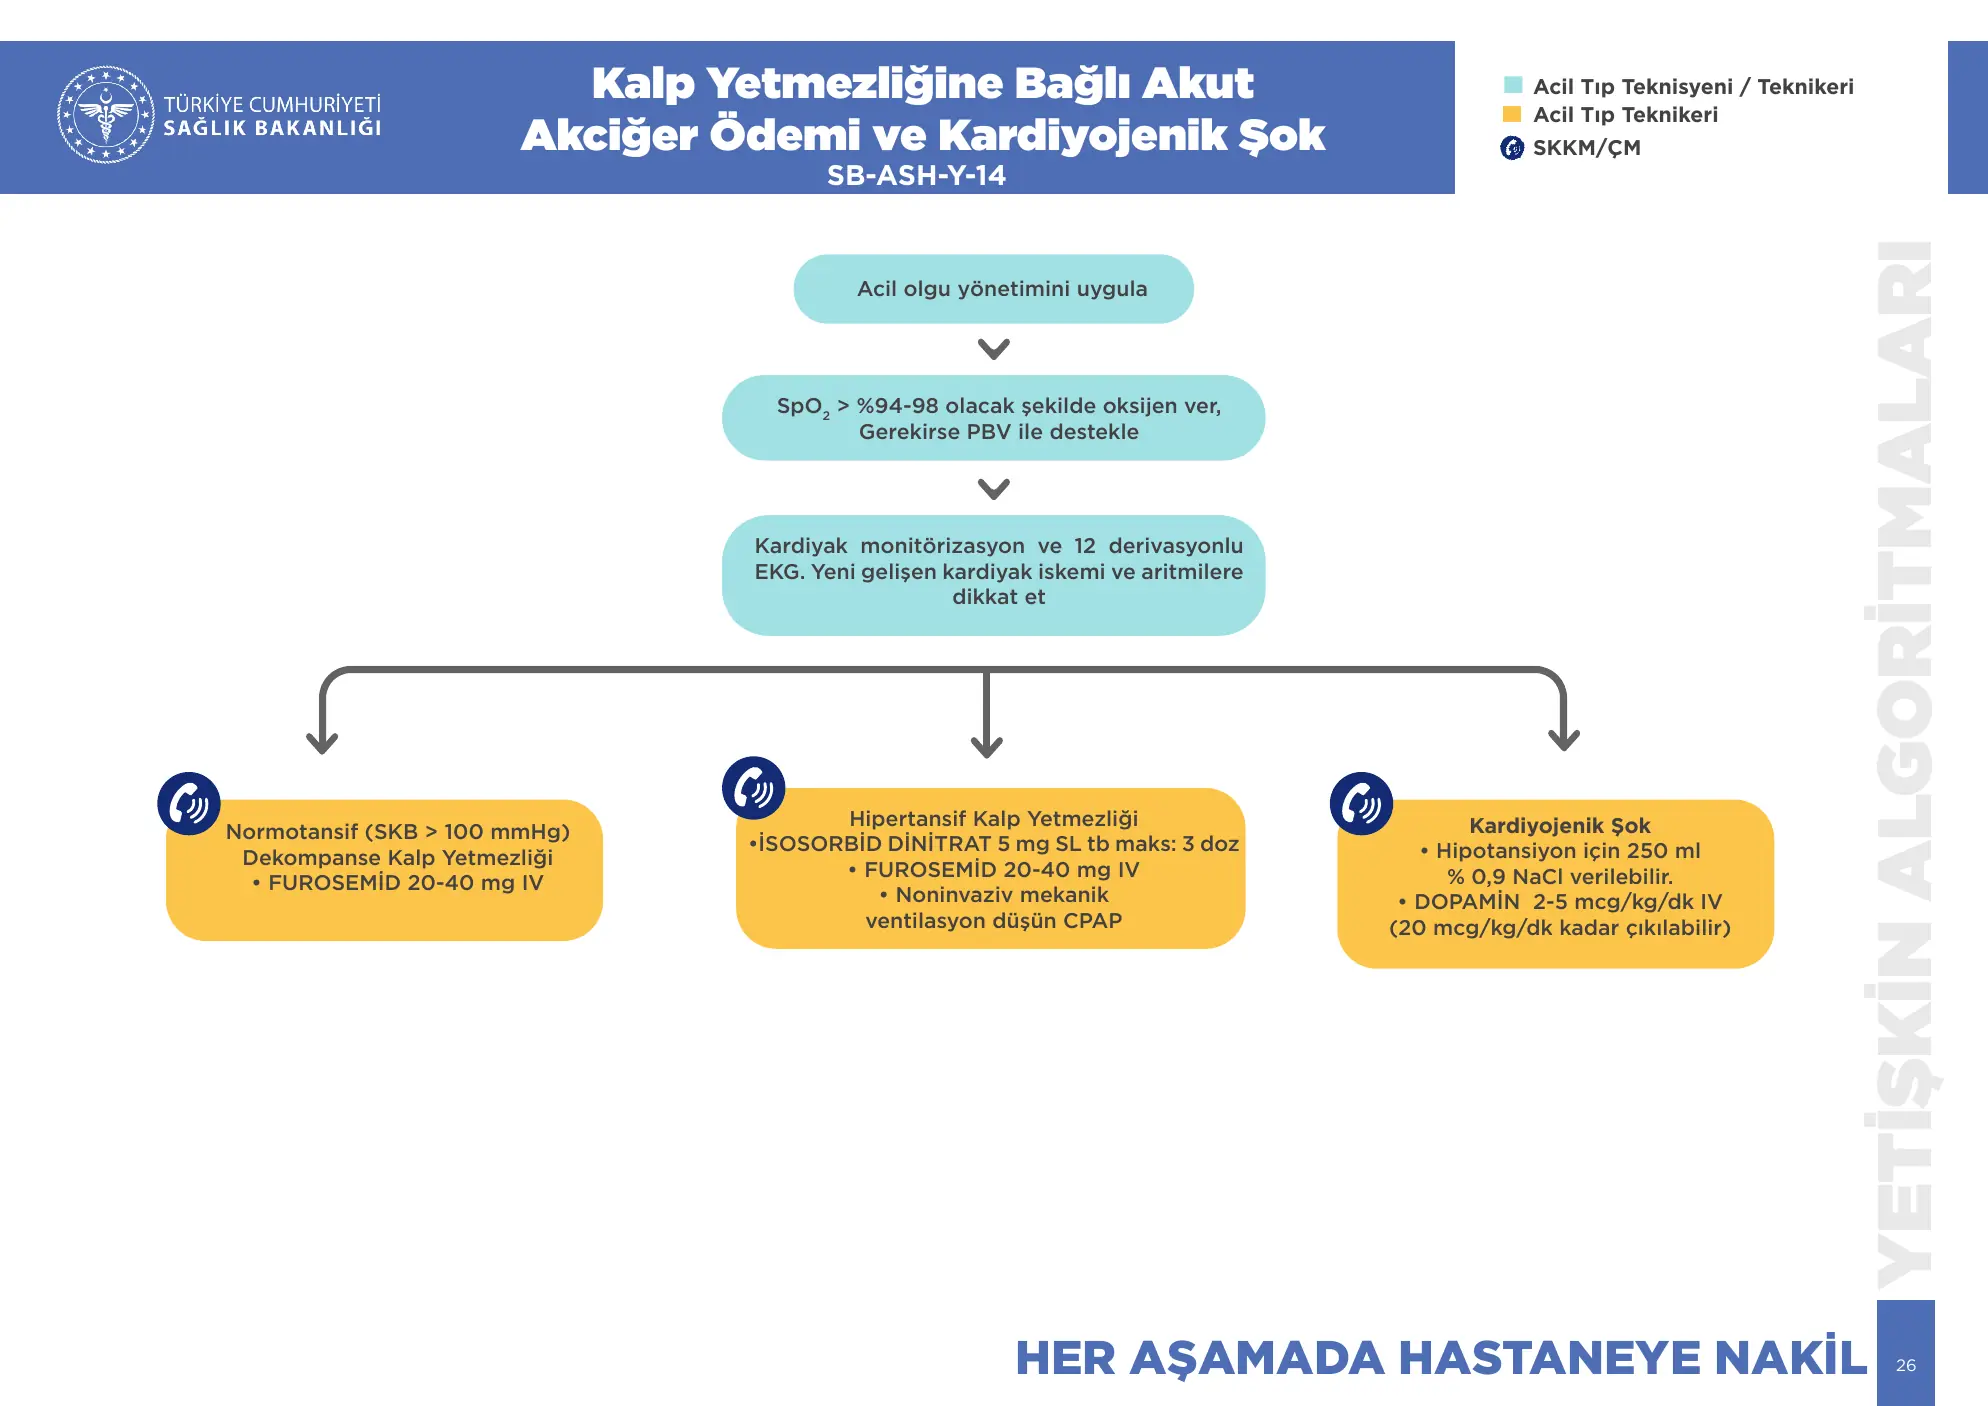 TÜRKİYE CUMHURİYETİ
SAĞLIK BAKANLIĞI
Kalp Yetmezliğine Bağlı Akut
Akciğer Ödemi ve Kardiyojenik Şok
SB-ASH-Y-14
Acil Tıp Teknisyeni / Teknikeri
Acil Tıp Teknikeri
SKKM/ÇM
Acil olgu yönetimini uygula
SpO2 > %94-98 olacak şekilde oksijen ver,
Gerekirse PBV ile destekle
Kardiyak monitörizasyon ve 12 derivasyonlu
EKG. Yeni gelişen kardiyak iskemi ve aritmilere
dikkat et
Normotansif (SKB > 100 mmHg)
Dekompanse Kalp Yetmezliği
• FUROSEMİD 20-40 mg IV
Hipertansif Kalp Yetmezliği
•İSOSORBİD DİNİTRAT 5 mg SL tb maks: 3 doz
• FUROSEMİD 20-40 mg IV
• Noninvaziv mekanik
ventilasyon düşün CPAP
Kardiyojenik Şok
• Hipotansiyon için 250 ml
% 0,9 NaCl verilebilir.
• DOPAMİN 2-5 mcg/kg/dk IV
(20 mcg/kg/dk kadar çıkılabilir)
YETİŞKİN ALGORİTMALARI
HER AŞAMADA HASTANEYE NAKİL
26